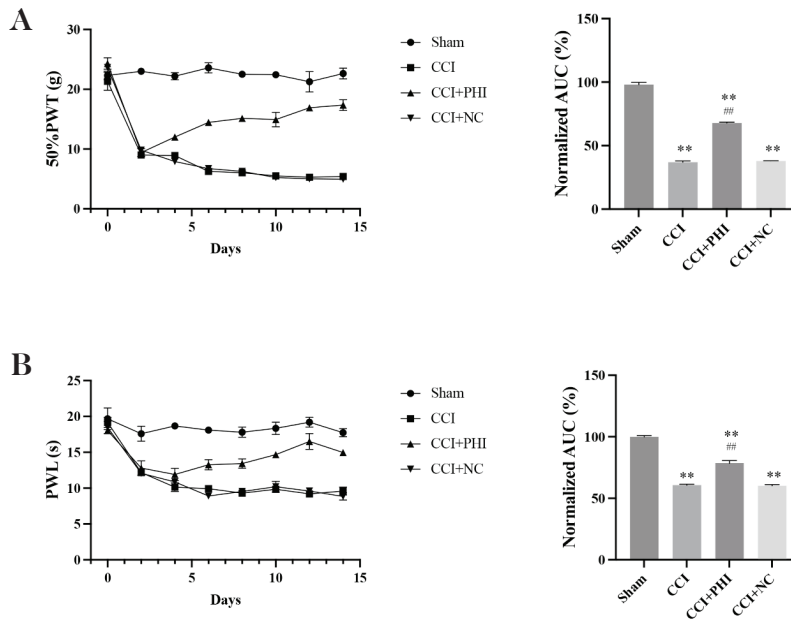 A
50%PWT (g)
30
20
10
0
0
5
10
15
Days
Sham
CCI
CCI+PHI
CCI+NC
Normalized AUC (%)
150
100
50
0
**
**
##
**
Sham
CCI
CCI+PHI
CCI+NC
B
PWL (s)
25
20
15
10
5
0
0
5
10
15
Days
Sham
CCI
CCI+PHI
CCI+NC
Normalized AUC (%)
150
100
50
0
**
**
##
**
Sham
CCI
CCI+PHI
CCI+NC